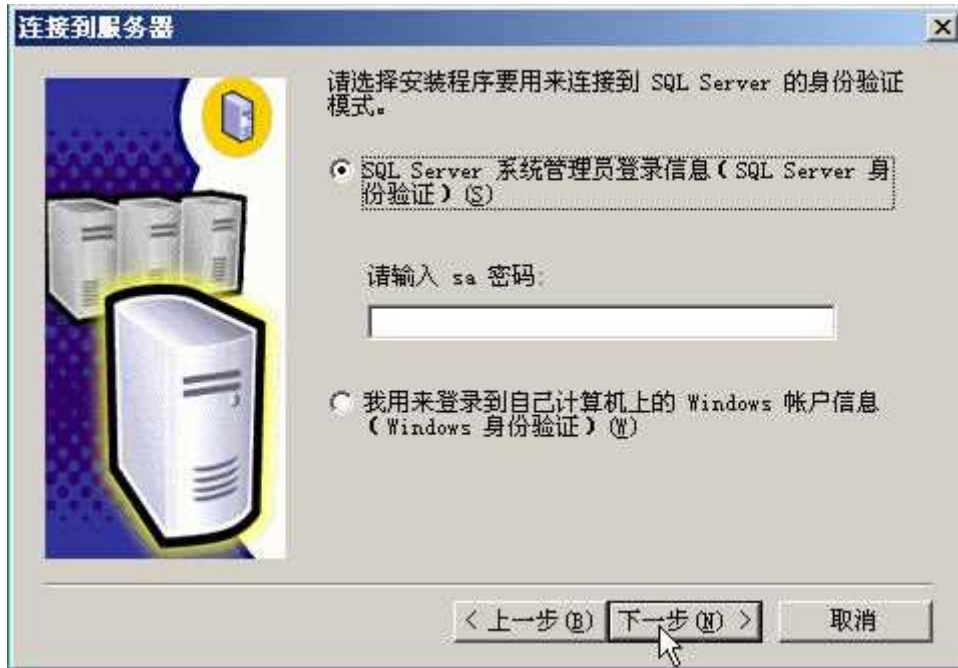 连接到服务器
请选择安装程序要用来连接到 SQL Server 的身份验证
模式。
SQL Server 系统管理员登录信息(SQL Server 身
份验证)(S)
请输入 sa 密码:
我用来登录到自己计算机上的 Windows 帐户信息
(Windows 身份验证)(W)
< 上一步(B) 下一步(N) > 取消